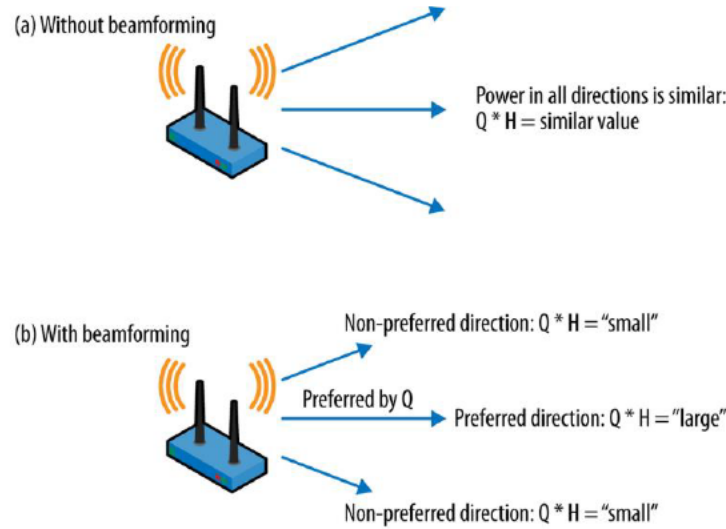 (a) Without beamforming
Power in all directions is similar:
Q * H = similar value
(b) With beamforming
Non-preferred direction: Q * H = “small”
Preferred by Q
Preferred direction: Q * H = “large”
Non-preferred direction: Q * H = “small”